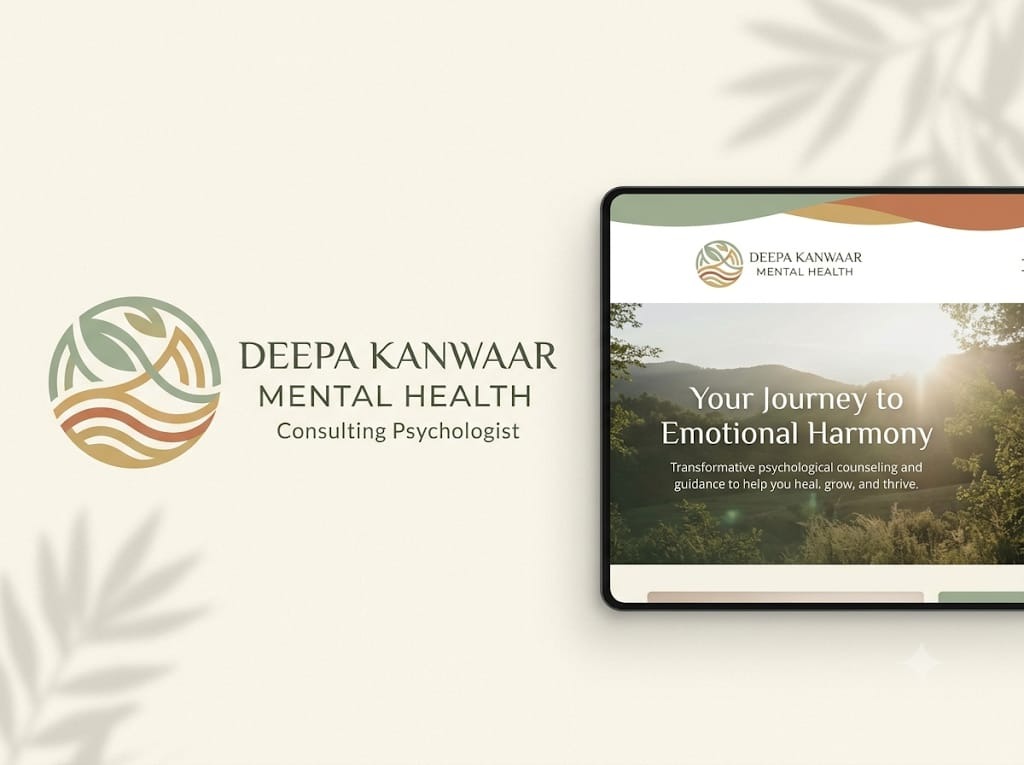 DEEPA KANWAAR
MENTAL HEALTH
Consulting Psychologist
DEEPA KANWAAR
MENTAL HEALTH
Your Journey to
Emotional Harmony
Transformative psychological counseling and
guidance to help you heal, grow, and thrive.